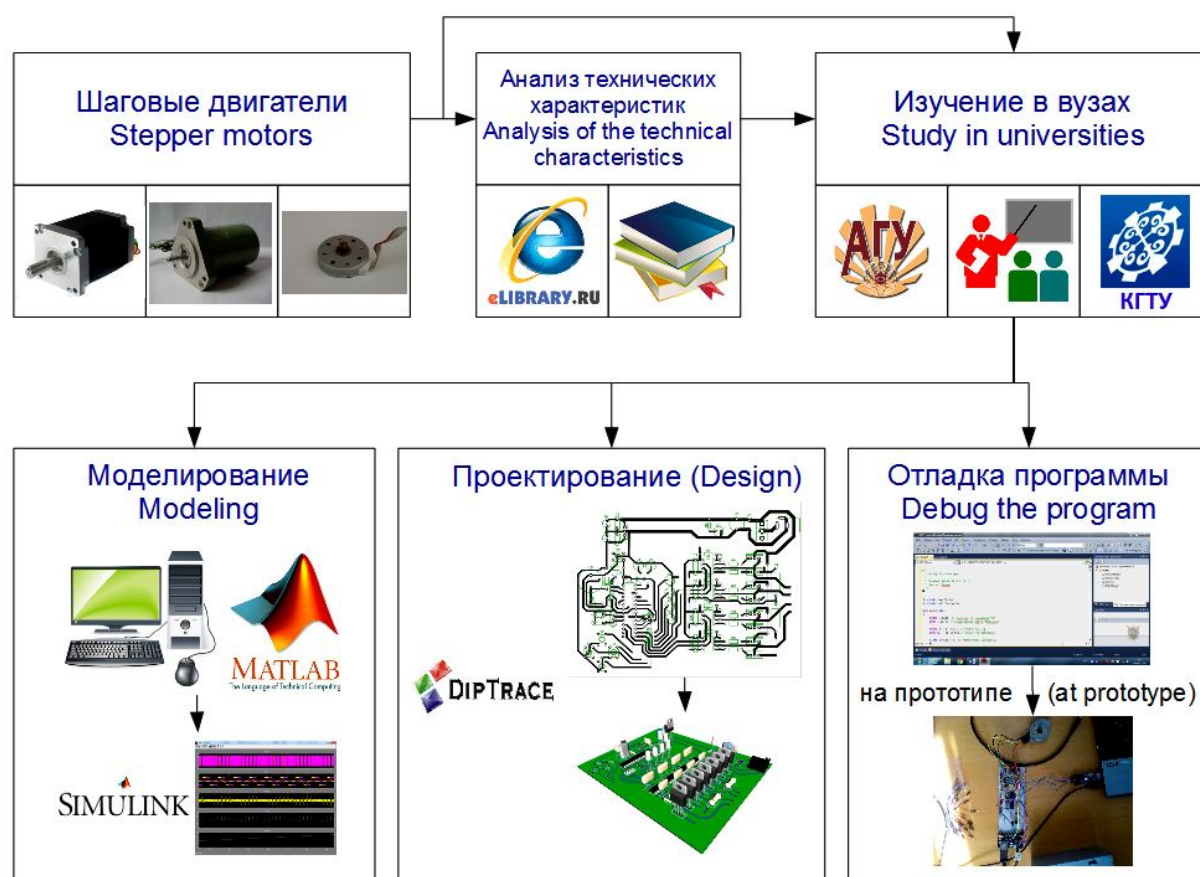 Шаговые двигатели
Stepper motors
Анализ технических
характеристик
Analysis of the technical
characteristics
Изучение в вузах
Study in universities
eLIBRARY.RU
АГУ
КГТУ
Моделирование
Modeling
MATLAB
The Language of Technical Computing
SIMULINK
Проектирование (Design)
DIPTRACE
Отладка программы
Debug the program
на прототипе (at prototype)